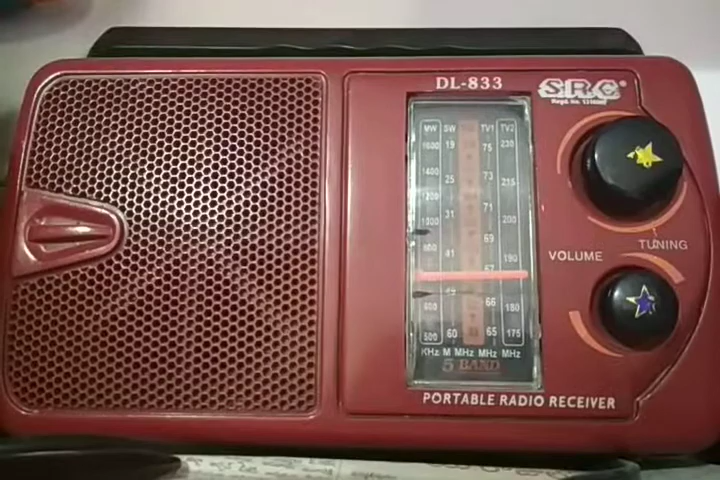 DL-833
S.R.C®
MW SW TV1 TV2
1600 19 75 230
1400 25 73 215
1200
1000 31 71 200
800 41 69 190
67
600 49 66 180
500 60 65 175
KHz M MHz MHz MHz
5 BAND
VOLUME
TUNING
PORTABLE RADIO RECEIVER